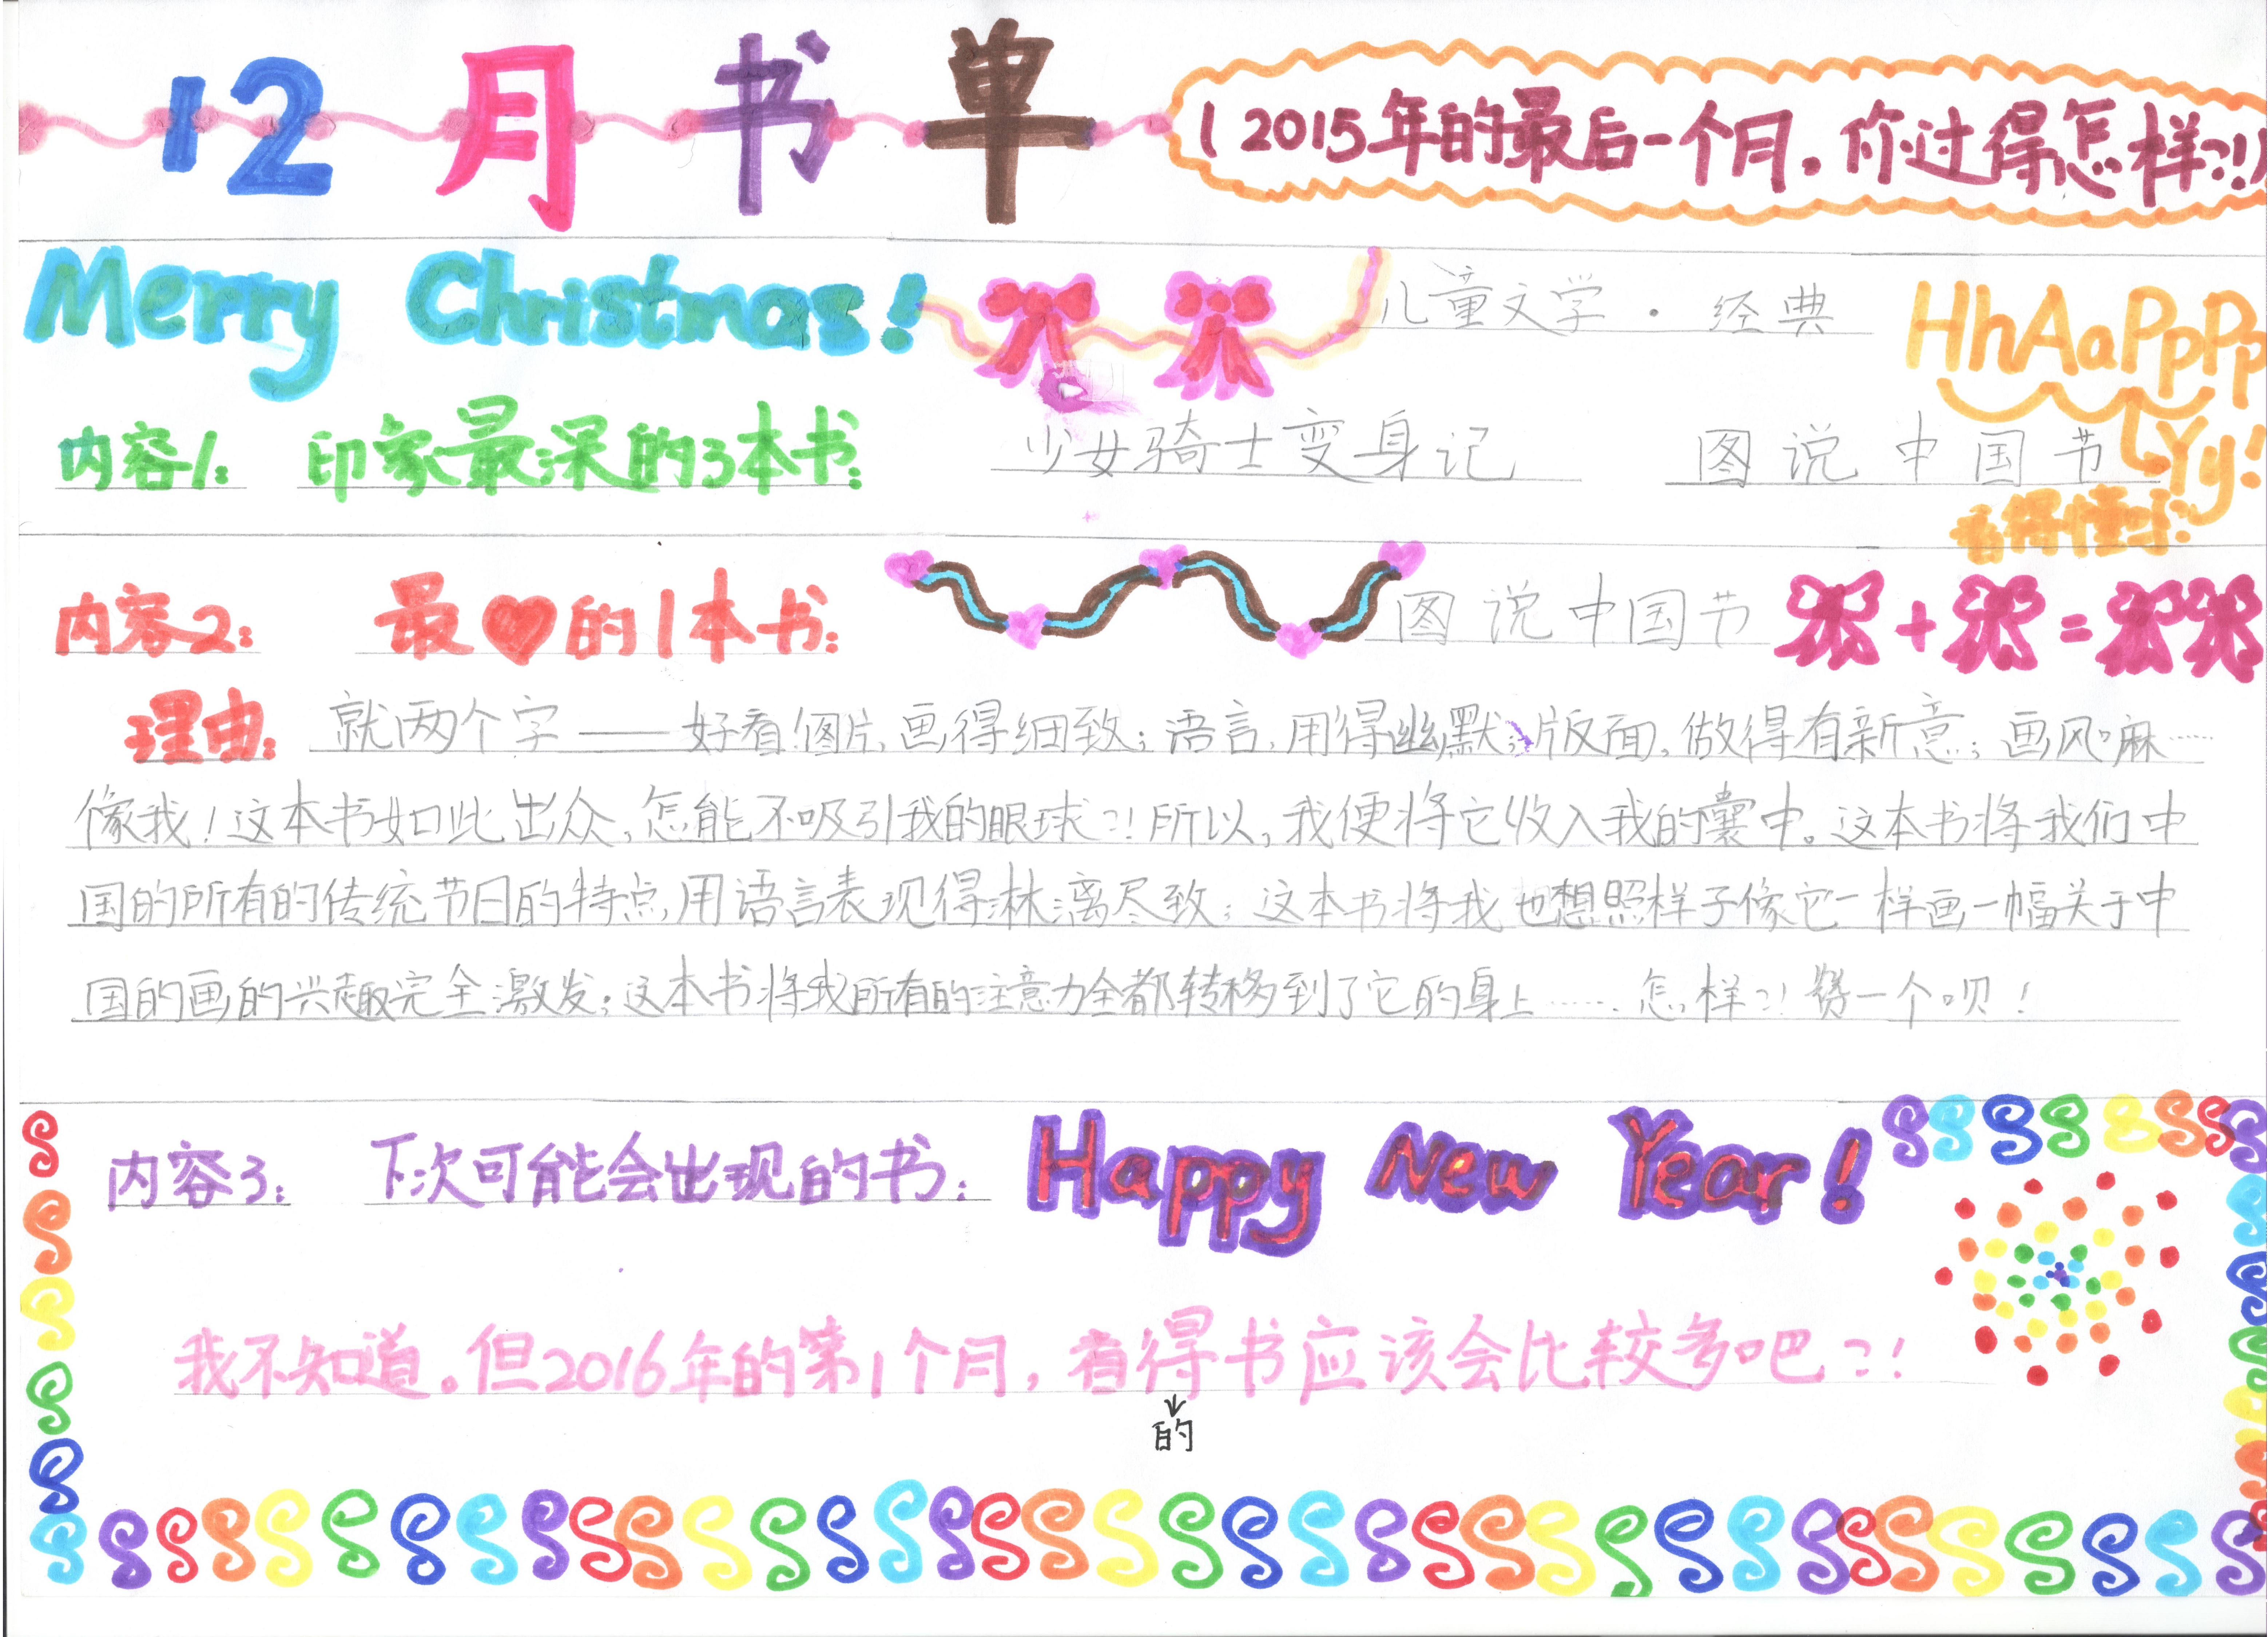 12月书单
(2015年的最后一个月，你过得怎样?!)
Merry Christmas!
儿童文学·经典
HhAaPpPp
Yy!
看得懂吗?
内容1: 印象最深的3本书:
少女骑士变身记 图说中国节
内容2: 最❤的1本书:
图说中国节
理由: 就两个字——好看!图片,画得细致;语言,用得幽默;版面,做得有新意;画风嘛……
像我!这本书如此出众,怎能不吸引我的眼球?!所以,我便将它收入我的囊中。这本书将我们中
国的所有的传统节日的特点,用语言表现得淋漓尽致;这本书将我也想照样子像它一样画一幅关于中
国的画的兴趣完全激发;这本书将我所有的注意力全都转移到了它的身上……怎样?!赞一个呗!
内容3: 下次可能会出现的书:
Happy New Year!
我不知道。但2016年的第1个月,看得书应该会比较多吧?!
的